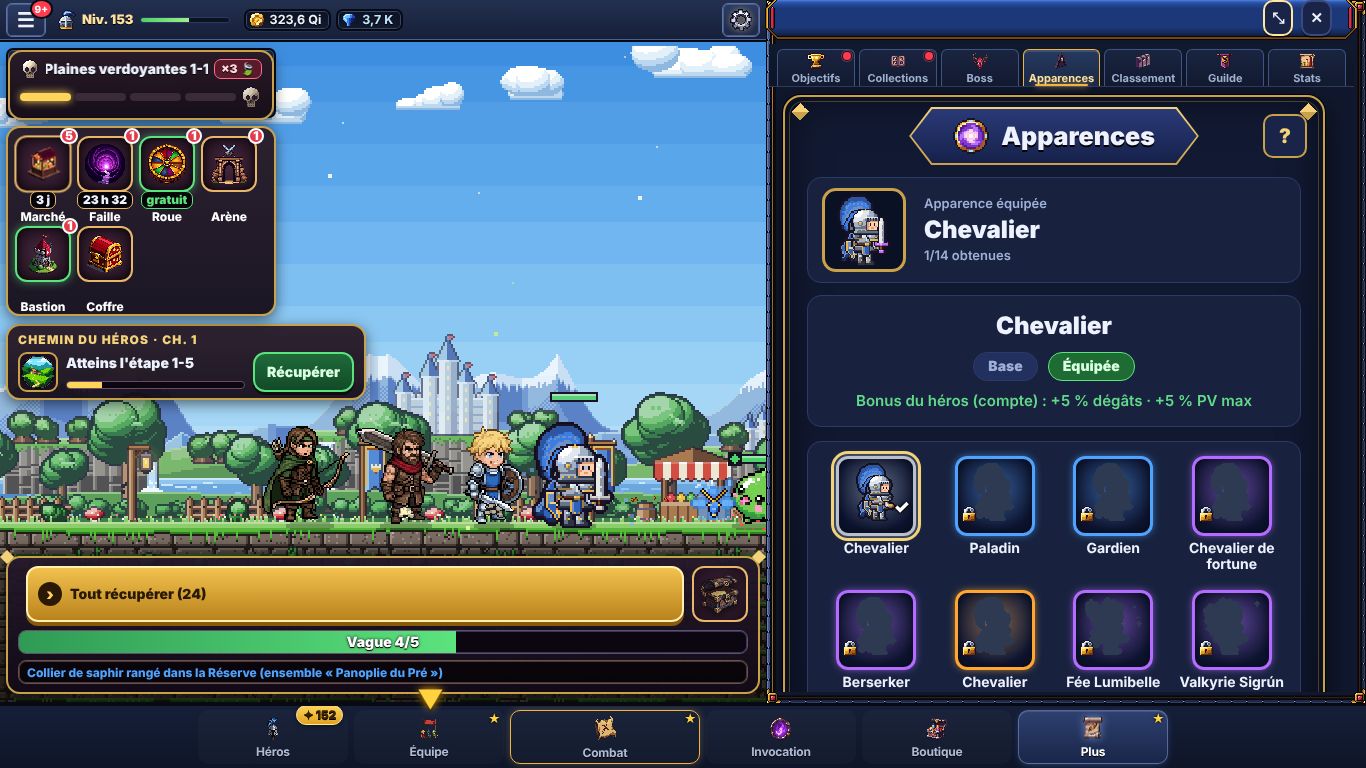 9+
Niv. 153
323,6 Qi
3,7 K
Plaines verdoyantes 1-1
×3
5
1
1
1
3 j
23 h 32
gratuit
Marché
Faille
Roue
Arène
1
Bastion
Coffre
CHEMIN DU HÉROS · CH. 1
Atteins l'étape 1-5
Récupérer
Tout récupérer (24)
Vague 4/5
Collier de saphir rangé dans la Réserve (ensemble « Panoplie du Pré »)
Objectifs
Collections
Boss
Apparences
Classement
Guilde
Stats
Apparences
?
Apparence équipée
Chevalier
1/14 obtenues
Chevalier
Base
Équipée
Bonus du héros (compte) : +5 % dégâts · +5 % PV max
Chevalier
Paladin
Gardien
Chevalier de
fortune
Berserker
Chevalier
Fée Lumibelle
Valkyrie Sigrún
152
Héros
Équipe
Combat
Invocation
Boutique
Plus